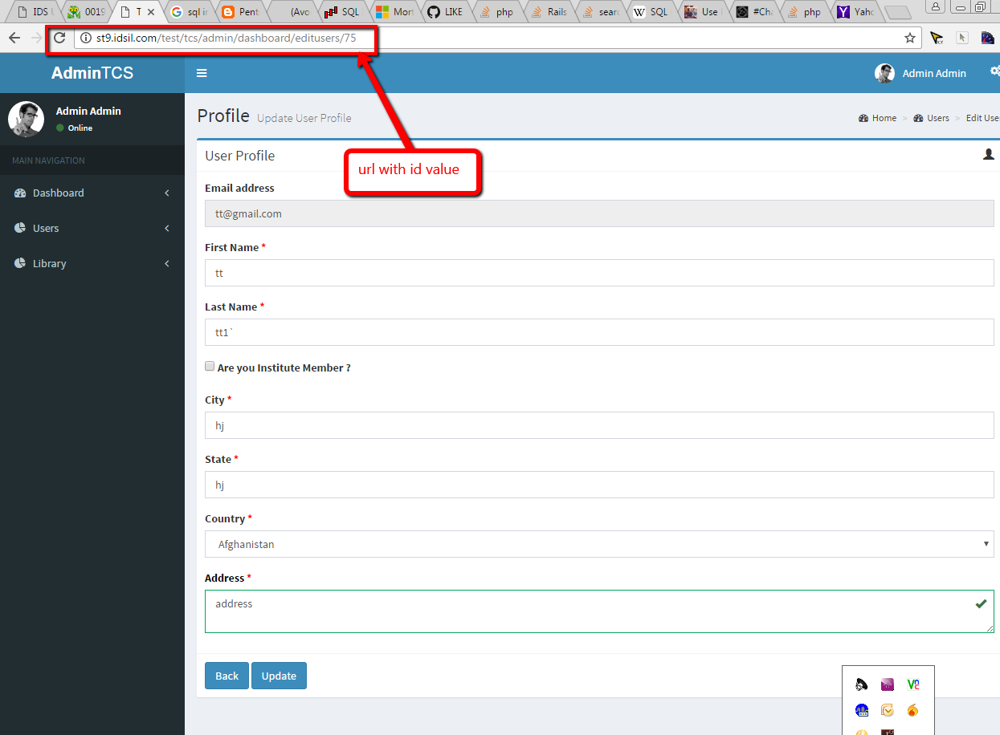 IDS U
0019
T
sql in
Pent
(Avo
SQL
Mort
LIKE
php
Rails
searc
SQL
Use
#Cha
php
Yaho
st9.idsil.com/test/tcs/admin/dashboard/editusers/75
AdminTCS
Admin Admin
Admin Admin
Online
Profile Update User Profile
Home > Users > Edit User
MAIN NAVIGATION
User Profile
url with id value
Dashboard
Users
Library
Email address
tt@gmail.com
First Name *
tt
Last Name *
tt1`
Are you Institute Member ?
City *
hj
State *
hj
Country *
Afghanistan
Address *
address
Back
Update